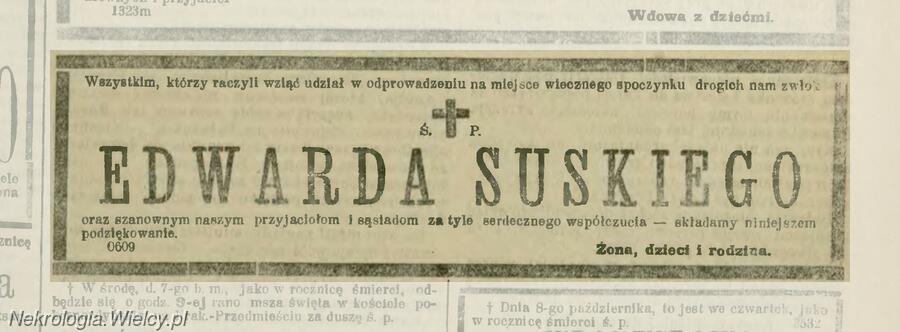 1323m
Wdowa z dziećmi.
Wszystkim, którzy raczyli wziąć udział w odprowadzeniu na miejsce wiecznego spoczynku drogich nam zwłok
Ś. P.
EDWARDA SUSKIEGO
oraz szanownym naszym przyjaciołom i sąsiadom za tyle serdecznego współczucia — składamy niniejszem
podziękowanie.
0609
Żona, dzieci i rodzina.
† W środę, d. 7-go b. m., jako w rocznicę śmierci, od-
będzie się o godz. 9-ej rano msza święta w kościele po-
-Przedmieściu za duszę ś. p.
† Dnia 8-go października, to jest we czwartek, jako
w rocznicę śmierci ś. p.
Nekrologia.Wielcy.pl